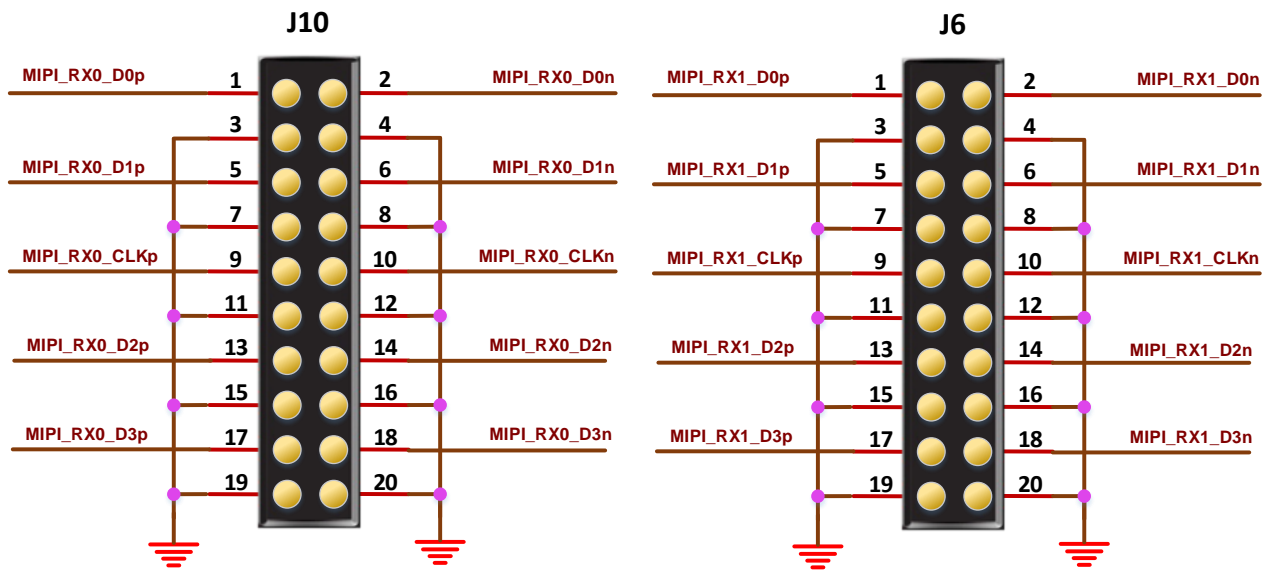 J10
MIPI_RX0_D0p 1 2 MIPI_RX0_D0n
3 4
MIPI_RX0_D1p 5 6 MIPI_RX0_D1n
7 8
MIPI_RX0_CLKp 9 10 MIPI_RX0_CLKn
11 12
MIPI_RX0_D2p 13 14 MIPI_RX0_D2n
15 16
MIPI_RX0_D3p 17 18 MIPI_RX0_D3n
19 20
J6
MIPI_RX1_D0p 1 2 MIPI_RX1_D0n
3 4
MIPI_RX1_D1p 5 6 MIPI_RX1_D1n
7 8
MIPI_RX1_CLKp 9 10 MIPI_RX1_CLKn
11 12
MIPI_RX1_D2p 13 14 MIPI_RX1_D2n
15 16
MIPI_RX1_D3p 17 18 MIPI_RX1_D3n
19 20